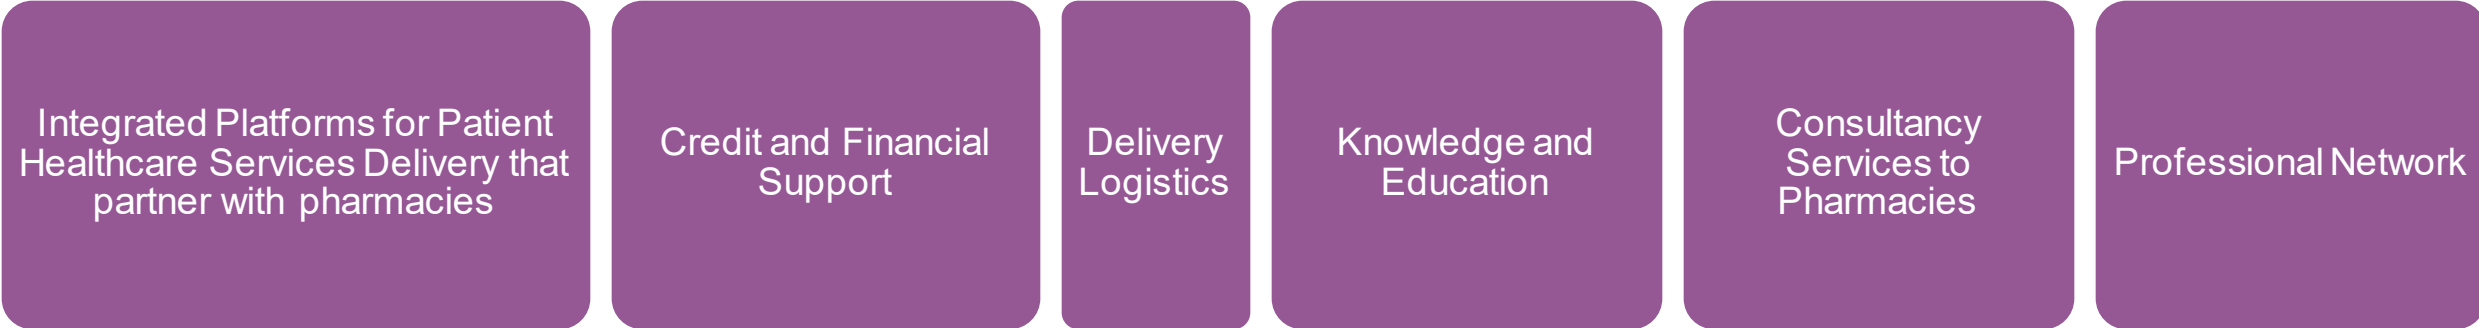 Integrated Platforms for Patient
Healthcare Services Delivery that
partner with pharmacies
Credit and Financial
Support
Delivery
Logistics
Knowledge and
Education
Consultancy
Services to
Pharmacies
Professional Network